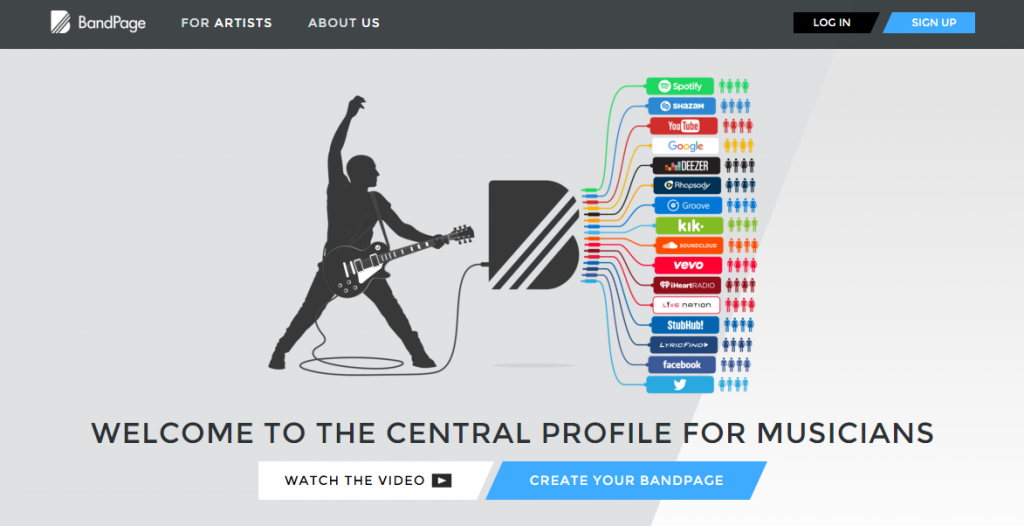 BandPage
FOR ARTISTS
ABOUT US
LOG IN
SIGN UP
Spotify
SHAZAM
YouTube
Google
DEEZER
Rhapsody
Groove
kik·
SOUNDCLOUD
vevo
iHeartRADIO
LIVE NATION
StubHub!
LYRICFIND
facebook
WELCOME TO THE CENTRAL PROFILE FOR MUSICIANS
WATCH THE VIDEO
CREATE YOUR BANDPAGE